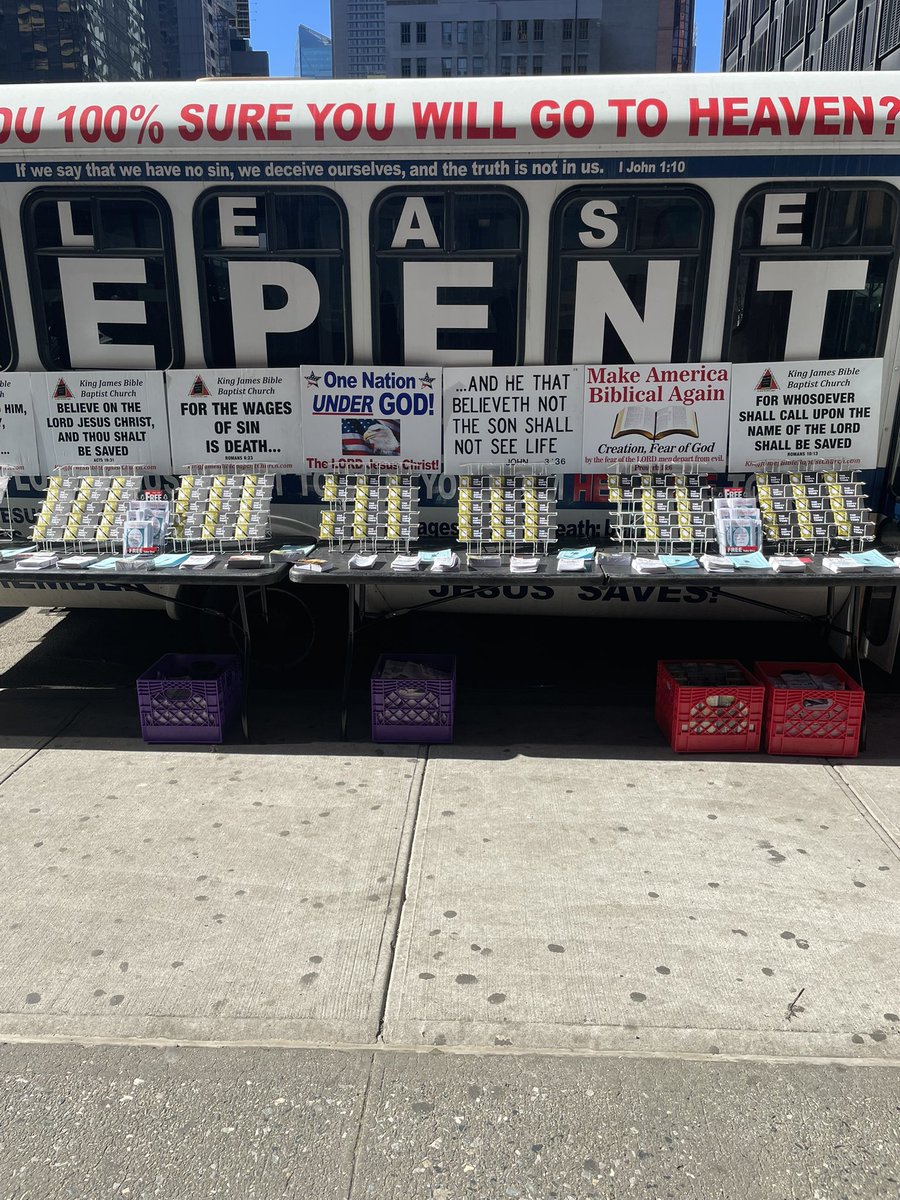 OU 100% SURE YOU WILL GO TO HEAVEN?
If we say that we have no sin, we deceive ourselves, and the truth is not in us. I John 1:10
LEASE
EPENT
HIM,
King James Bible
Baptist Church
BELIEVE ON THE
LORD JESUS CHRIST,
AND THOU SHALT
BE SAVED
ACTS 16:31
King James Bible
Baptist Church
FOR THE WAGES
OF SIN
IS DEATH...
ROMANS 6:23
One Nation
UNDER GOD!
The LORD Jesus Christ!
...AND HE THAT
BELIEVETH NOT
THE SON SHALL
NOT SEE LIFE
JOHN 3:36
Make America
Biblical Again
Creation, Fear of God
by the fear of the LORD men depart from evil.
King James Bible
Baptist Church
FOR WHOSOEVER
SHALL CALL UPON THE
NAME OF THE LORD
SHALL BE SAVED
ROMANS 10:13
FREE
FREE
JESUS SAVES!